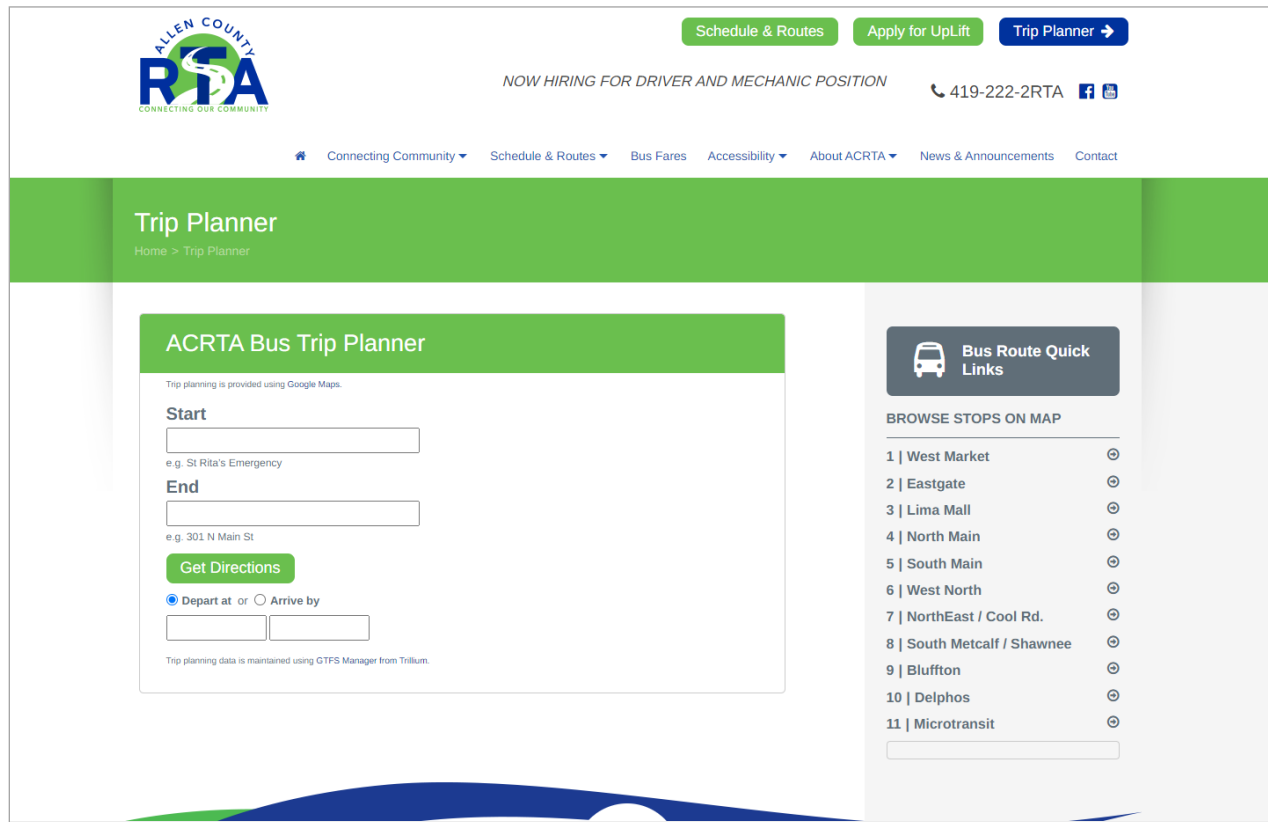 ALLEN COUNTY
RTA
CONNECTING OUR COMMUNITY
Schedule & Routes
Apply for UpLift
Trip Planner
NOW HIRING FOR DRIVER AND MECHANIC POSITION
419-222-2RTA
Connecting Community
Schedule & Routes
Bus Fares
Accessibility
About ACRTA
News & Announcements
Contact
Trip Planner
Home > Trip Planner
ACRTA Bus Trip Planner
Trip planning is provided using Google Maps.
Start
e.g. St Rita's Emergency
End
e.g. 301 N Main St
Get Directions
Depart at or Arrive by
Trip planning data is maintained using GTFS Manager from Trillium.
Bus Route Quick
Links
BROWSE STOPS ON MAP
1 | West Market
2 | Eastgate
3 | Lima Mall
4 | North Main
5 | South Main
6 | West North
7 | NorthEast / Cool Rd.
8 | South Metcalf / Shawnee
9 | Bluffton
10 | Delphos
11 | Microtransit